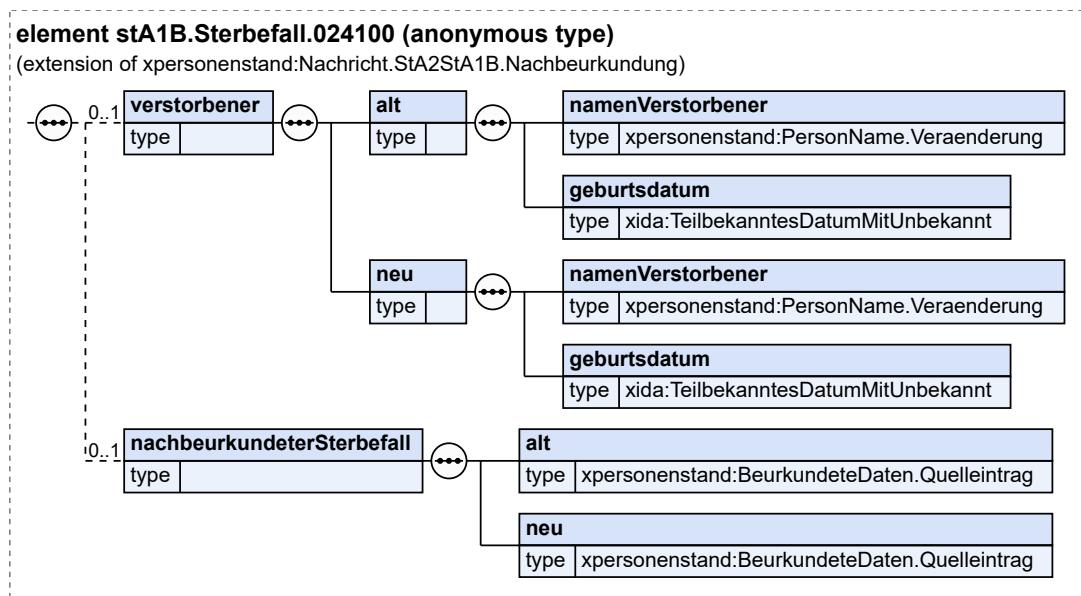 element stA1B.Sterbefall.024100 (anonymous type)
(extension of xpersonenstand:Nachricht.StA2StA1B.Nachbeurkundung)
0..1
verstorbener
type
alt
type
namenVerstorbener
type xpersonenstand:PersonName.Veraenderung
geburtsdatum
type xida:TeilbekanntesDatumMitUnbekannt
neu
type
namenVerstorbener
type xpersonenstand:PersonName.Veraenderung
geburtsdatum
type xida:TeilbekanntesDatumMitUnbekannt
0..1
nachbeurkundeterSterbefall
type
alt
type xpersonenstand:BeurkundeteDaten.Quelleintrag
neu
type xpersonenstand:BeurkundeteDaten.Quelleintrag